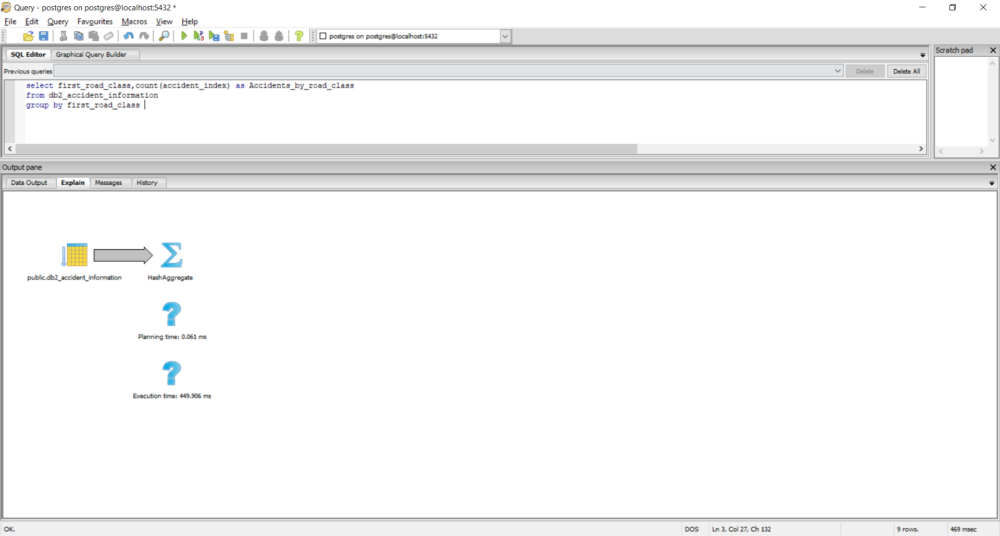 Query - postgres on postgres@localhost:5432 *
File Edit Query Favourites Macros View Help
postgres on postgres@localhost:5432
SQL Editor Graphical Query Builder
Scratch pad
Previous queries Delete Delete All
select first_road_class,count(accident_index) as Accidents_by_road_class
from db2_accident_information
group by first_road_class
Output pane
Data Output Explain Messages History
public.db2_accident_information HashAggregate
Planning time: 0.061 ms
Execution time: 449.906 ms
OK. DOS Ln 3, Col 27, Ch 132 9 rows. 469 msec